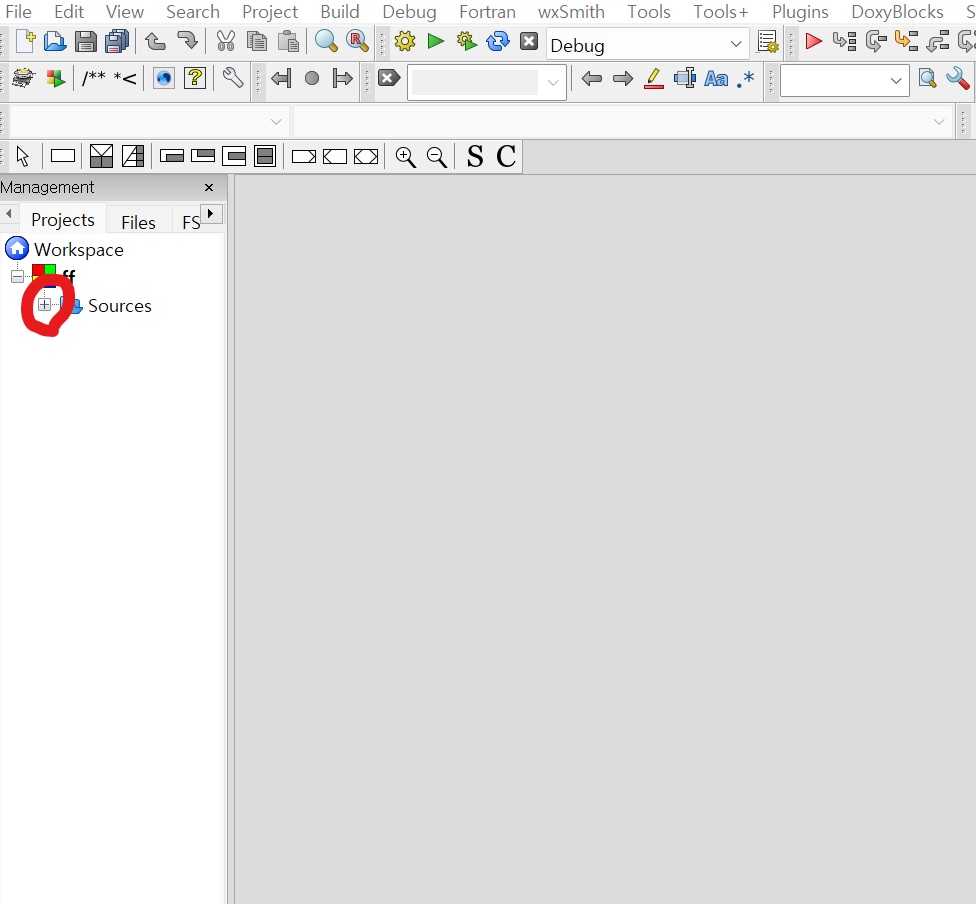 File Edit View Search Project Build Debug Fortran wxSmith Tools Tools+ Plugins DoxyBlocks S
Debug
/** *< Aa .*
S C
Management
Projects Files FS
Workspace
ff
Sources